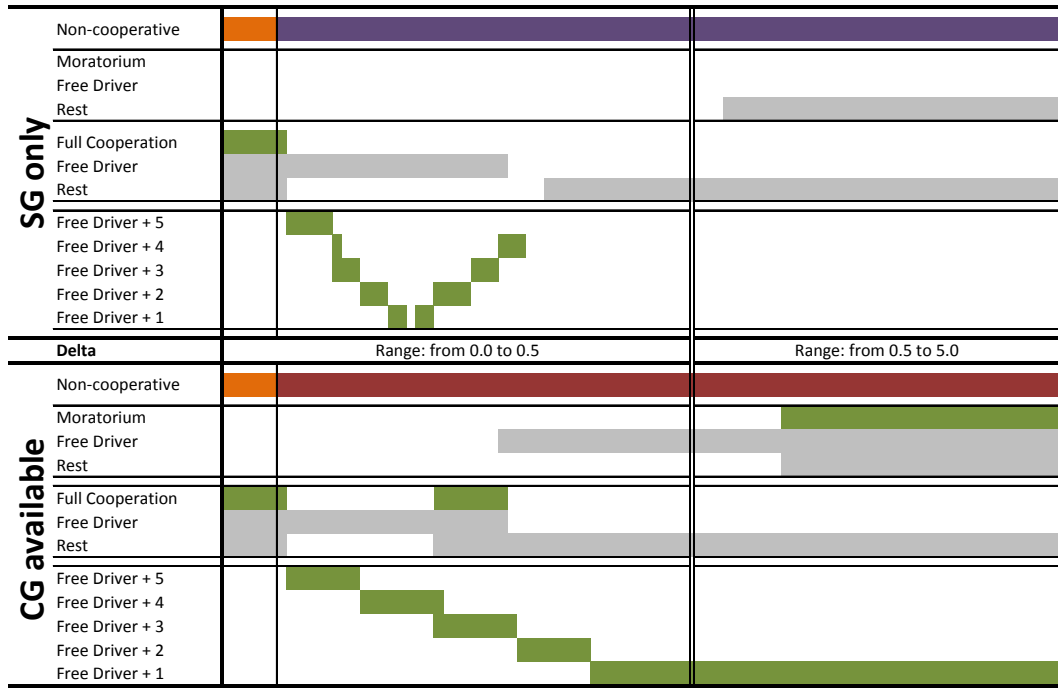 SG only
Non-cooperative
Moratorium
Free Driver
Rest
Full Cooperation
Free Driver
Rest
Free Driver + 5
Free Driver + 4
Free Driver + 3
Free Driver + 2
Free Driver + 1
Delta Range: from 0.0 to 0.5 Range: from 0.5 to 5.0
CG available
Non-cooperative
Moratorium
Free Driver
Rest
Full Cooperation
Free Driver
Rest
Free Driver + 5
Free Driver + 4
Free Driver + 3
Free Driver + 2
Free Driver + 1